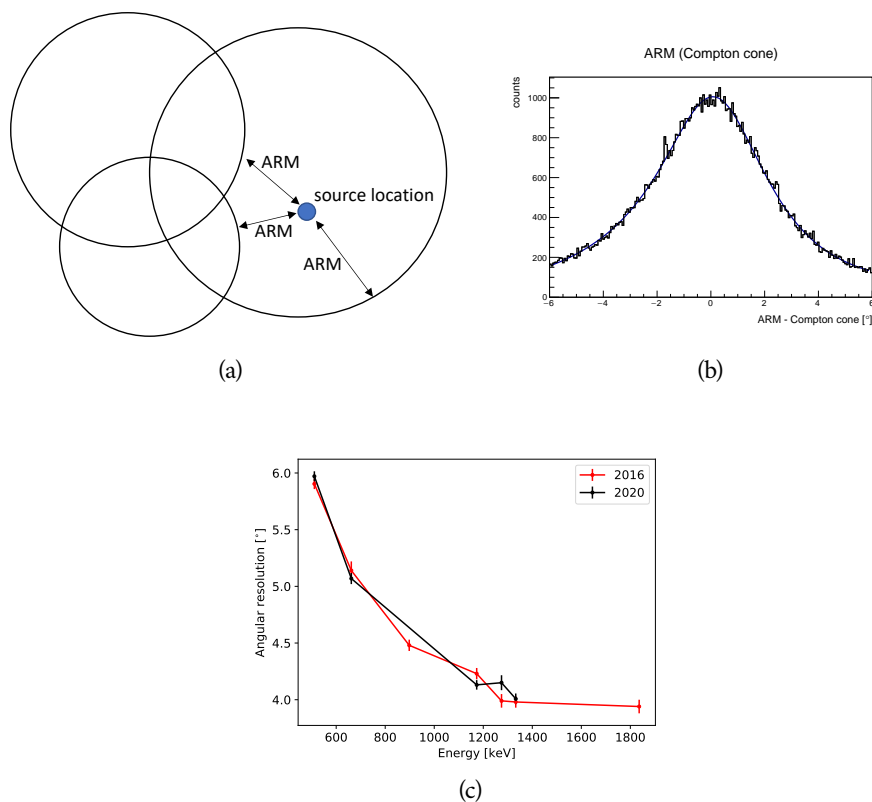 ARM
source location
ARM
ARM
(a)
ARM (Compton cone)
counts
1000
800
600
400
200
0
−6 −4 −2 0 2 4 6
ARM - Compton cone [°]
(b)
2016
2020
6.0
5.5
5.0
4.5
4.0
Angular resolution [°]
600 800 1000 1200 1400 1600 1800
Energy [keV]
(c)